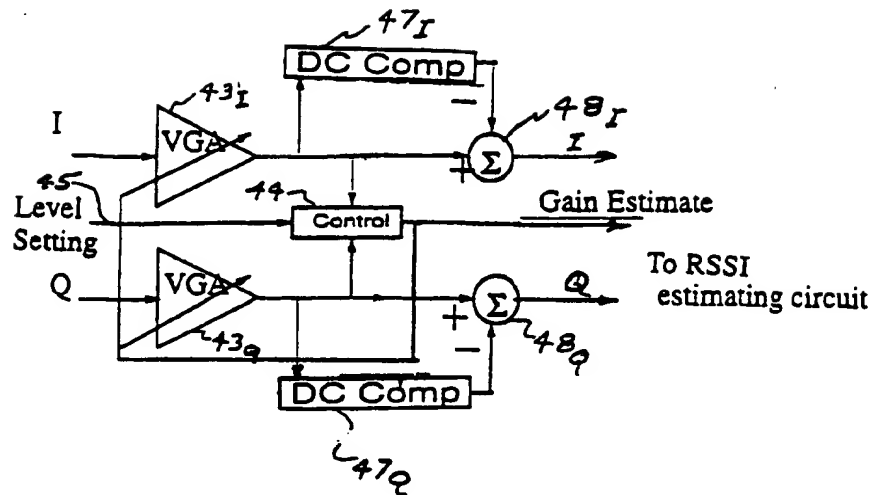 47I
DC Comp
43I
48I
I
VGA
−
Σ
I
+
45
44
Level
Setting
Control
Gain Estimate
Q
VGA
To RSSI
estimating circuit
Q
Σ
+
−
43Q
48Q
DC Comp
47Q